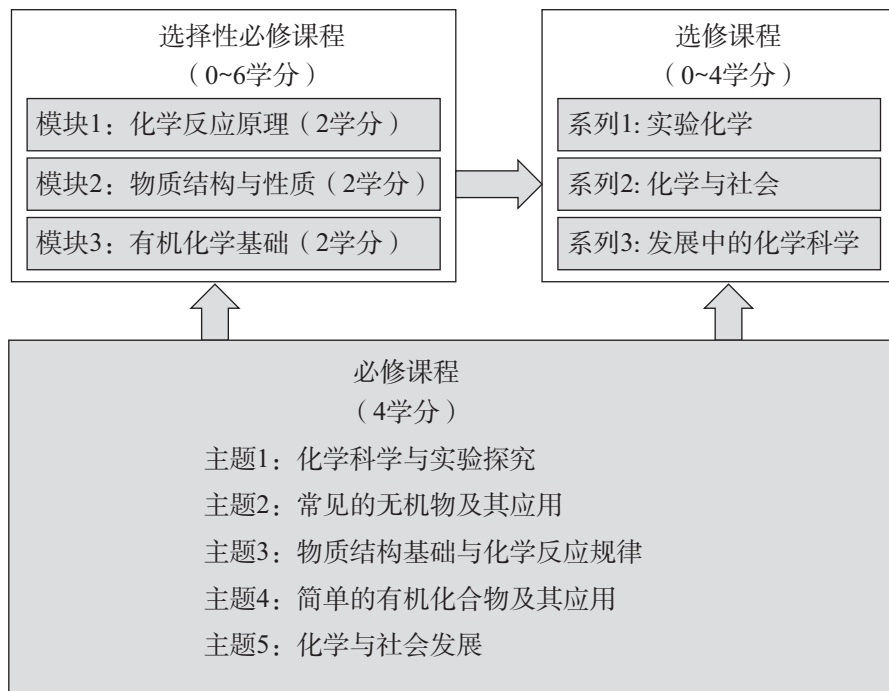 选择性必修课程
（0~6学分）
模块1：化学反应原理（2学分）
模块2：物质结构与性质（2学分）
模块3：有机化学基础（2学分）
选修课程
（0~4学分）
系列1: 实验化学
系列2: 化学与社会
系列3: 发展中的化学科学
必修课程
（4学分）
主题1：化学科学与实验探究
主题2：常见的无机物及其应用
主题3：物质结构基础与化学反应规律
主题4：简单的有机化合物及其应用
主题5：化学与社会发展